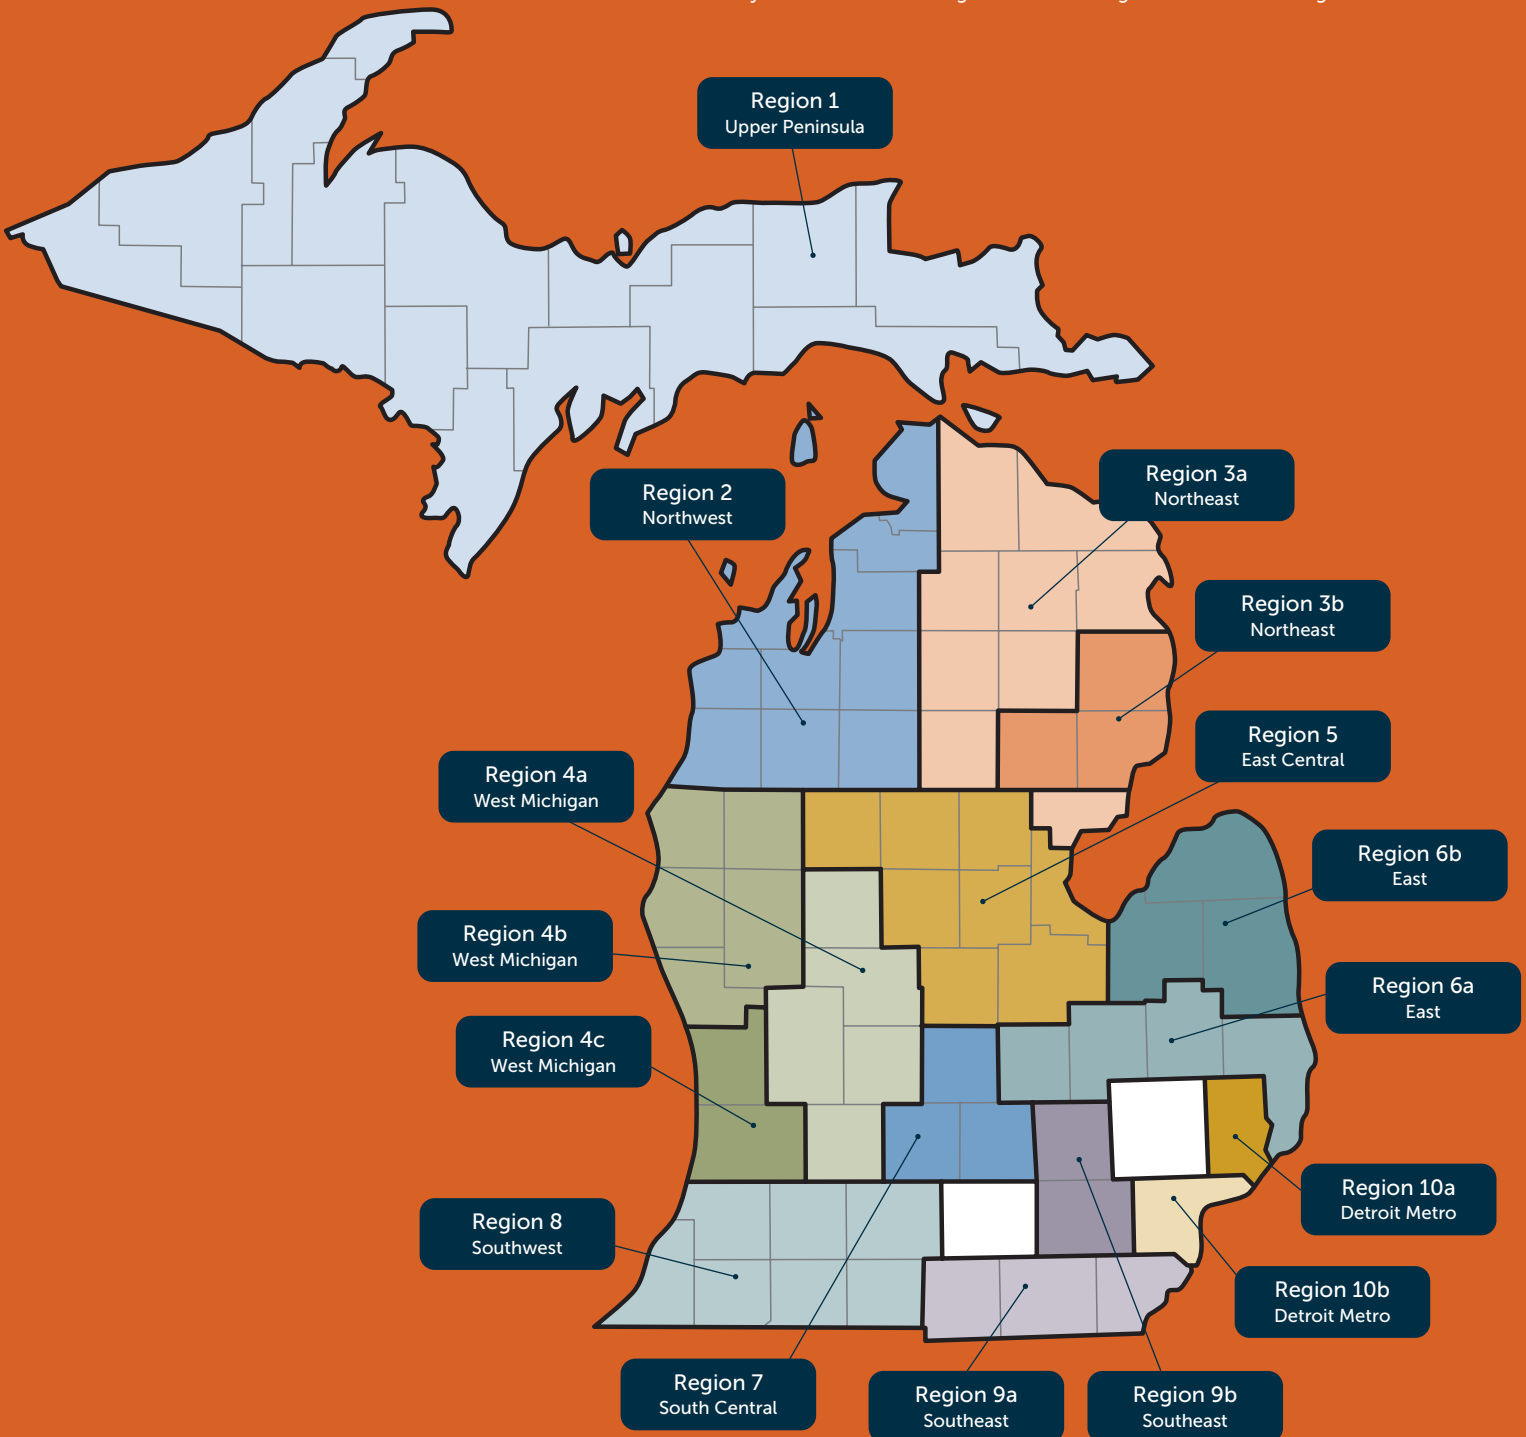 Region 1
Upper Peninsula
Region 2
Northwest
Region 3a
Northeast
Region 3b
Northeast
Region 5
East Central
Region 4a
West Michigan
Region 6b
East
Region 4b
West Michigan
Region 6a
East
Region 4c
West Michigan
Region 10a
Detroit Metro
Region 8
Southwest
Region 10b
Detroit Metro
Region 7
South Central
Region 9a
Southeast
Region 9b
Southeast